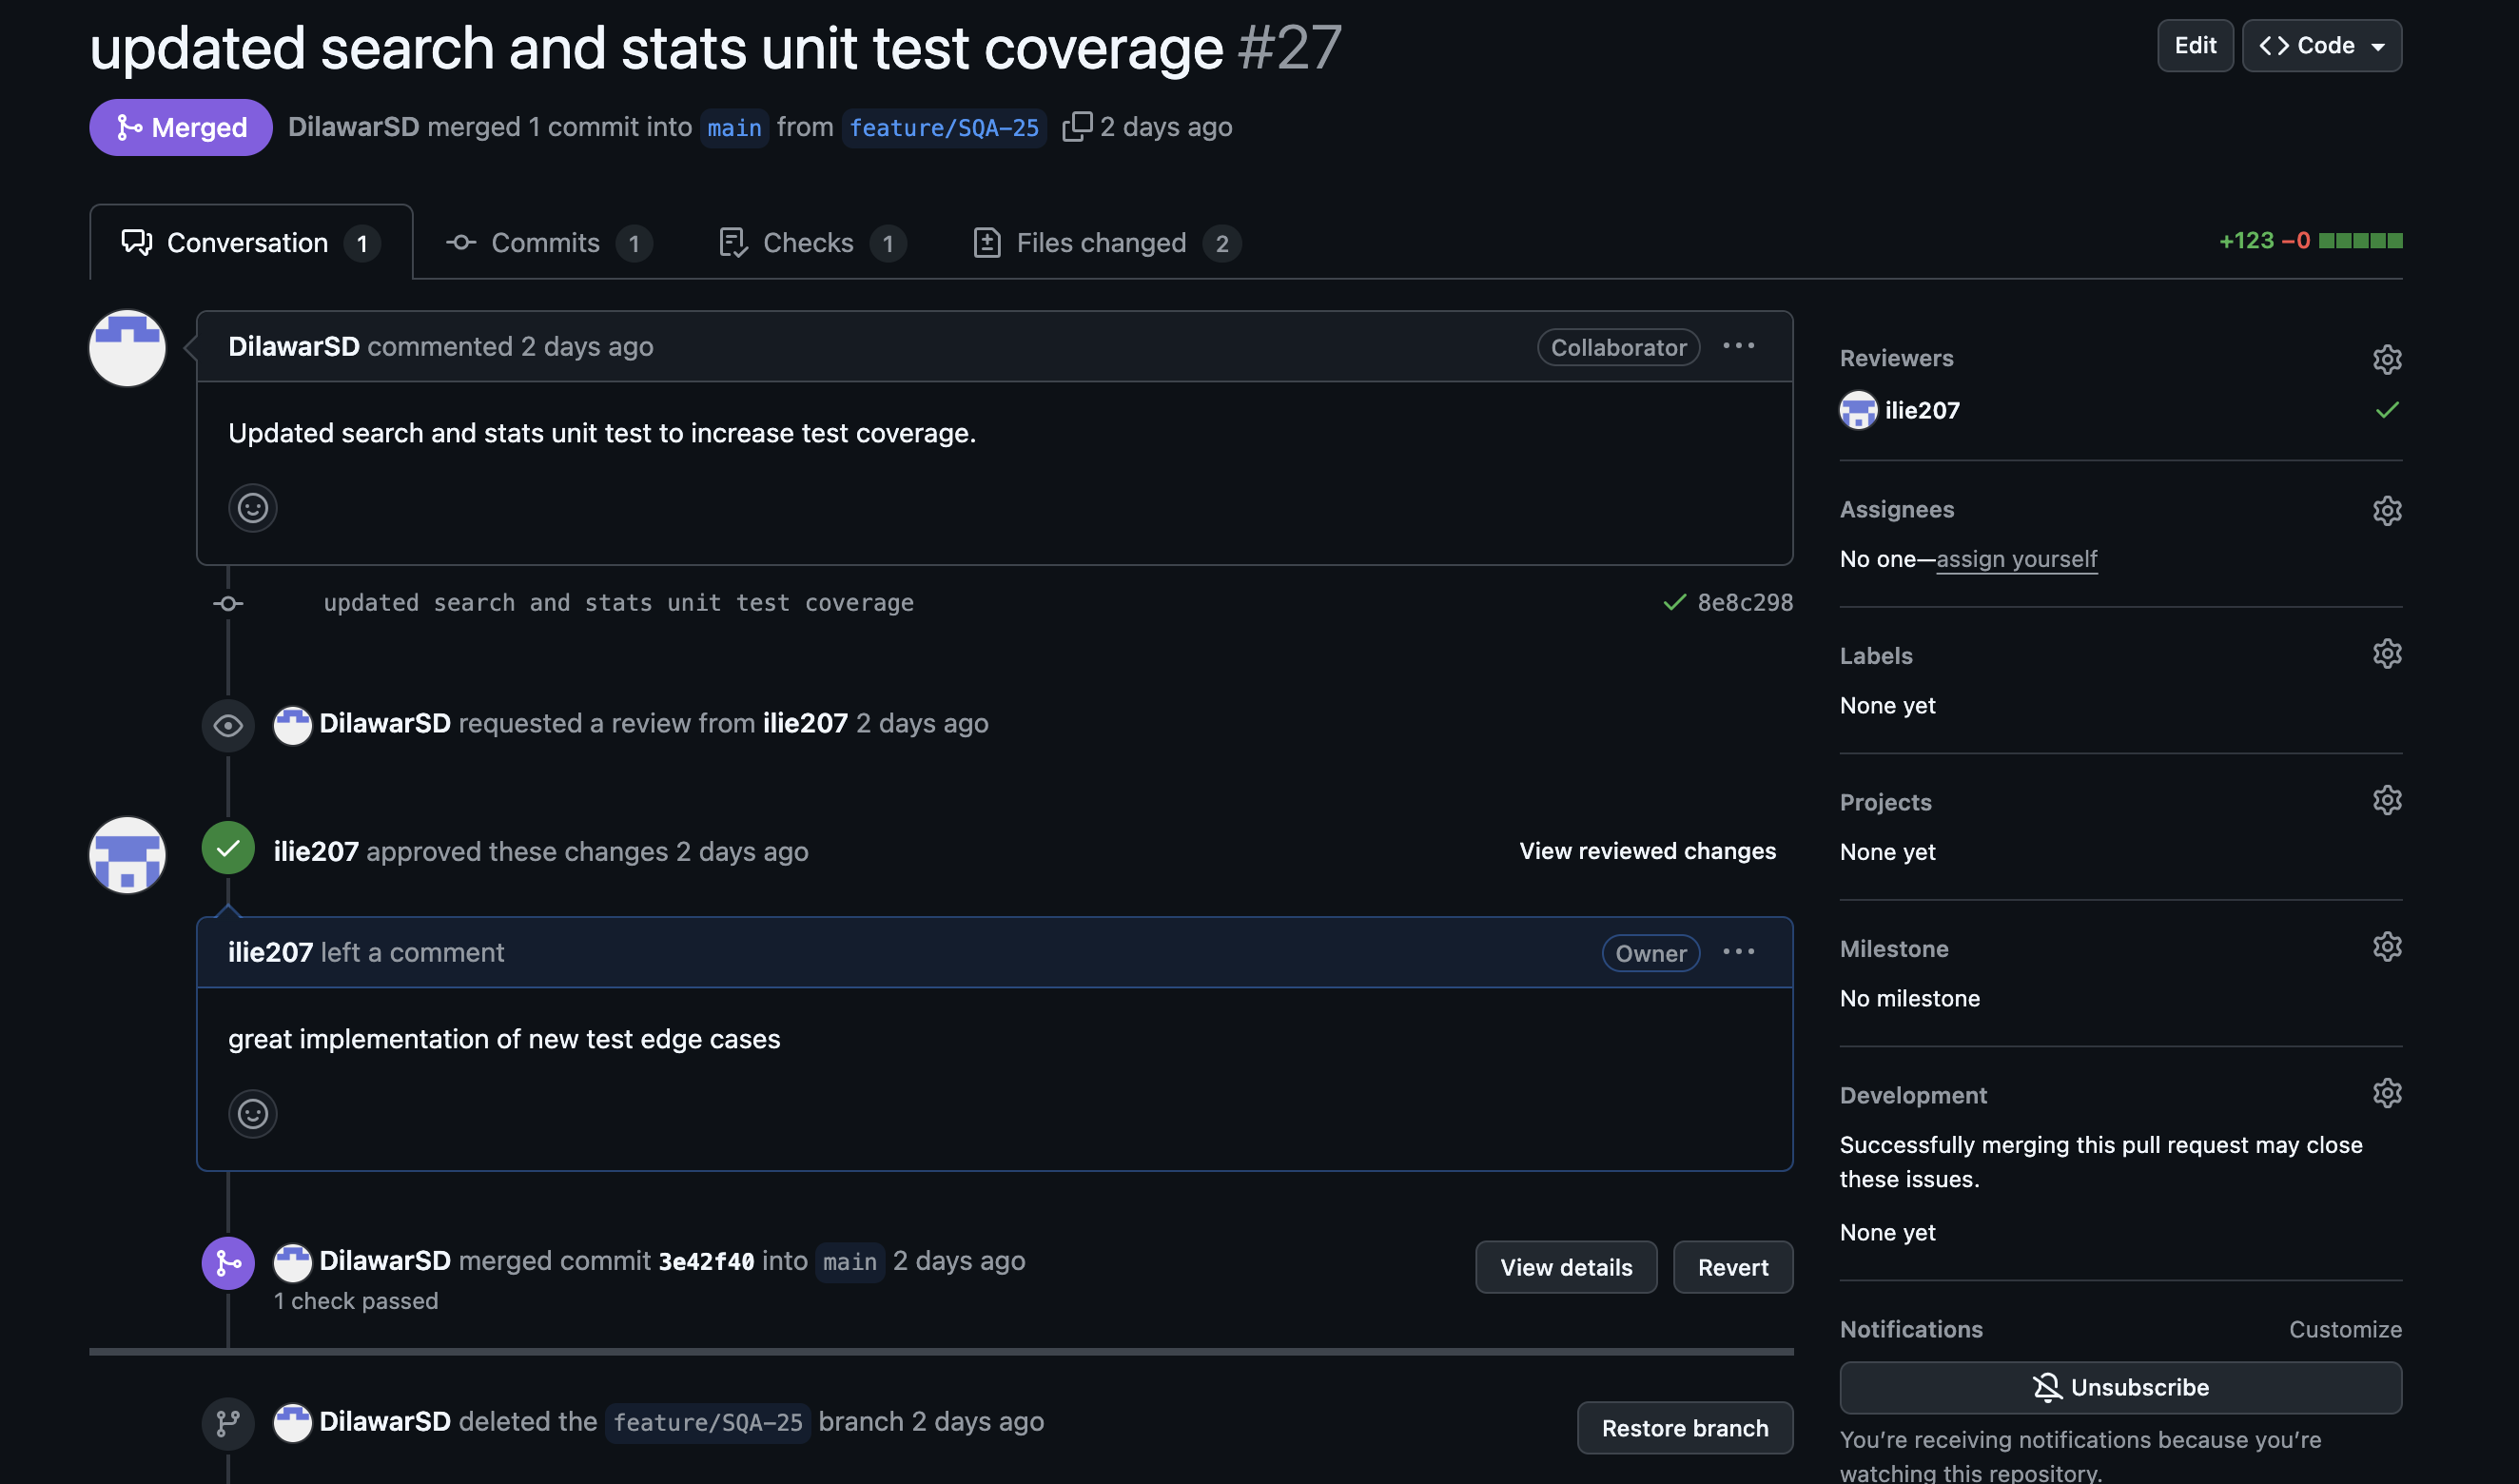 updated search and stats unit test coverage #27
Edit
Code
Merged
DilawarSD merged 1 commit into main from feature/SQA-25 2 days ago
Conversation 1
Commits 1
Checks 1
Files changed 2
+123 −0
DilawarSD commented 2 days ago
Collaborator
Updated search and stats unit test to increase test coverage.
updated search and stats unit test coverage
8e8c298
DilawarSD requested a review from ilie207 2 days ago
ilie207 approved these changes 2 days ago
View reviewed changes
ilie207 left a comment
Owner
great implementation of new test edge cases
DilawarSD merged commit 3e42f40 into main 2 days ago
1 check passed
View details
Revert
DilawarSD deleted the feature/SQA-25 branch 2 days ago
Restore branch
Reviewers
ilie207
Assignees
No one—assign yourself
Labels
None yet
Projects
None yet
Milestone
No milestone
Development
Successfully merging this pull request may close
these issues.
None yet
Notifications
Customize
Unsubscribe
You’re receiving notifications because you’re
watching this repository.